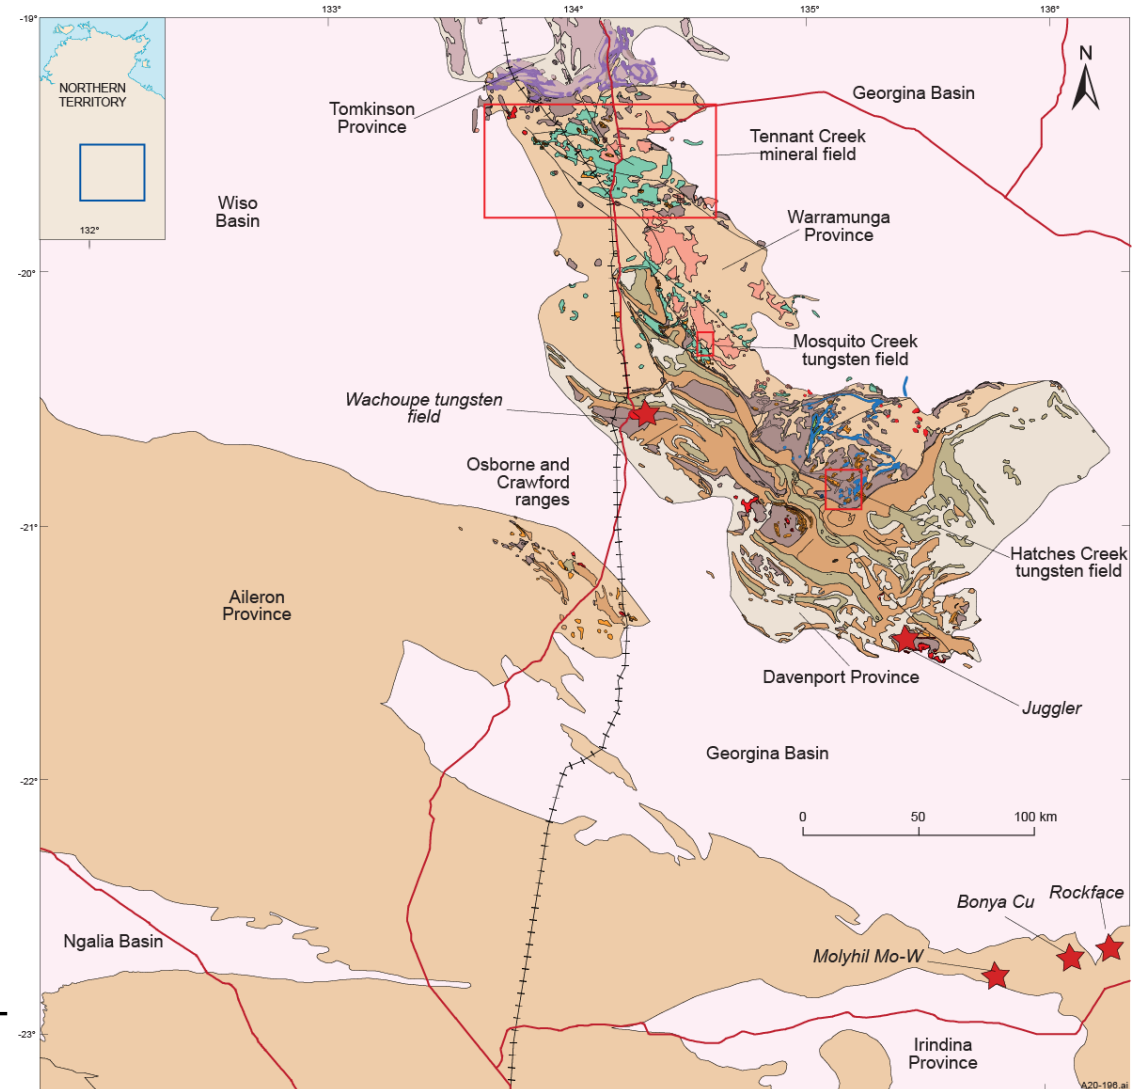 133°
134°
135°
136°
-19°
NORTHERN
TERRITORY
132°
N
Georgina Basin
Tomkinson
Province
Tennant Creek
mineral field
Wiso
Basin
Warramunga
Province
-20°
Mosquito Creek
tungsten field
Wachoupe tungsten
field
Osborne and
Crawford
ranges
-21°
Hatches Creek
tungsten field
Aileron
Province
Davenport Province
Juggler
Georgina Basin
-22°
0 50 100 km
Rockface
Bonya Cu
Ngalia Basin
Molyhil Mo-W
-23°
Irindina
Province
A20-196.ai